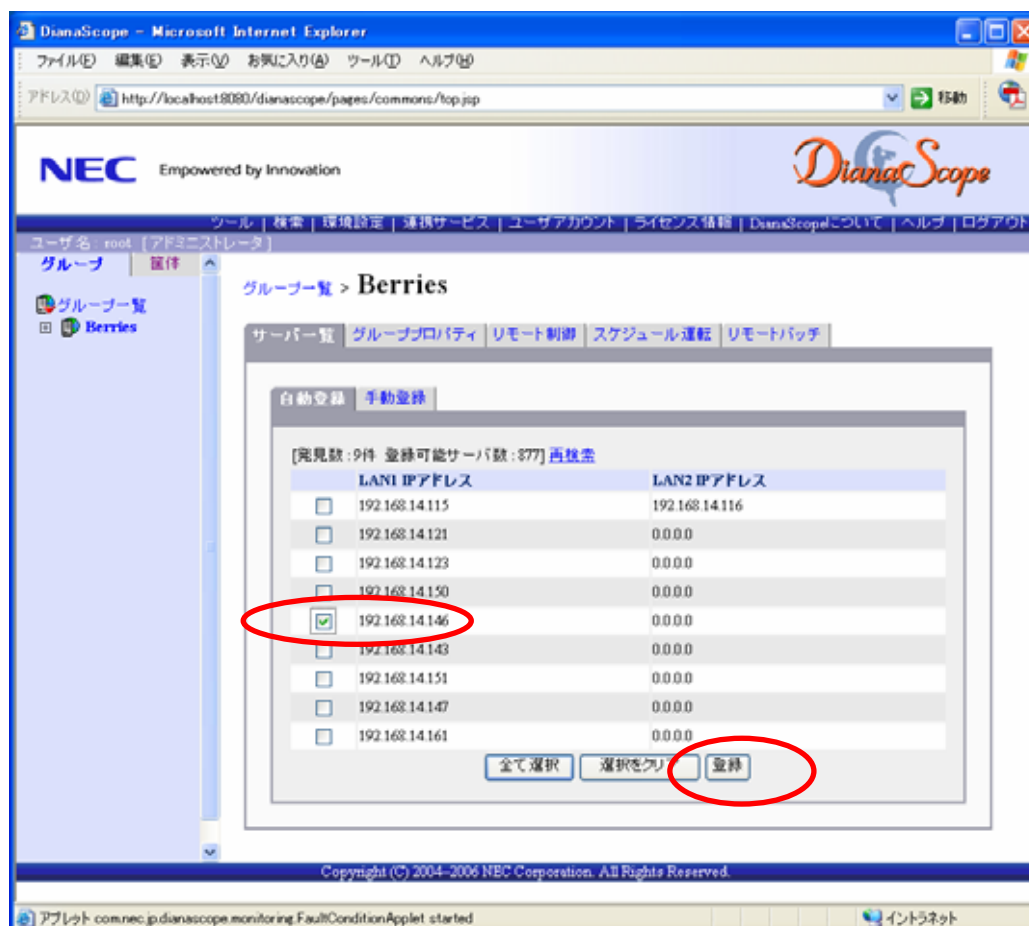 DianaScope - Microsoft Internet Explorer
ファイル(F) 編集(E) 表示(V) お気に入り(A) ツール(T) ヘルプ(H)
アドレス(D) http://localhost:8080/dianascope/pages/commons/top.jsp 移動
NEC Empowered by Innovation DianaScope
ツール | 検索 | 環境設定 | 連携サービス | ユーザアカウント | ライセンス情報 | DianaScopeについて | ヘルプ | ログアウト
ユーザ名 : root [アドミニストレータ]
グループ 筐体
グループ一覧
Berries
グループ一覧 > Berries
サーバ一覧 グループプロパティ リモート制御 スケジュール運転 リモートバッチ
自動登録 手動登録
[発見数 : 9件 登録可能サーバ数 : 877] 再検索
LAN1 IPアドレス LAN2 IPアドレス
192.168.14.115 192.168.14.116
192.168.14.121 0.0.0.0
192.168.14.123 0.0.0.0
192.168.14.150 0.0.0.0
192.168.14.146 0.0.0.0
192.168.14.143 0.0.0.0
192.168.14.151 0.0.0.0
192.168.14.147 0.0.0.0
192.168.14.161 0.0.0.0
全て選択 選択をクリア 登録
Copyright (C) 2004-2006 NEC Corporation. All Rights Reserved.
アプレット com.nec.jp.dianascope.monitoring.FaultConditionApplet started イントラネット